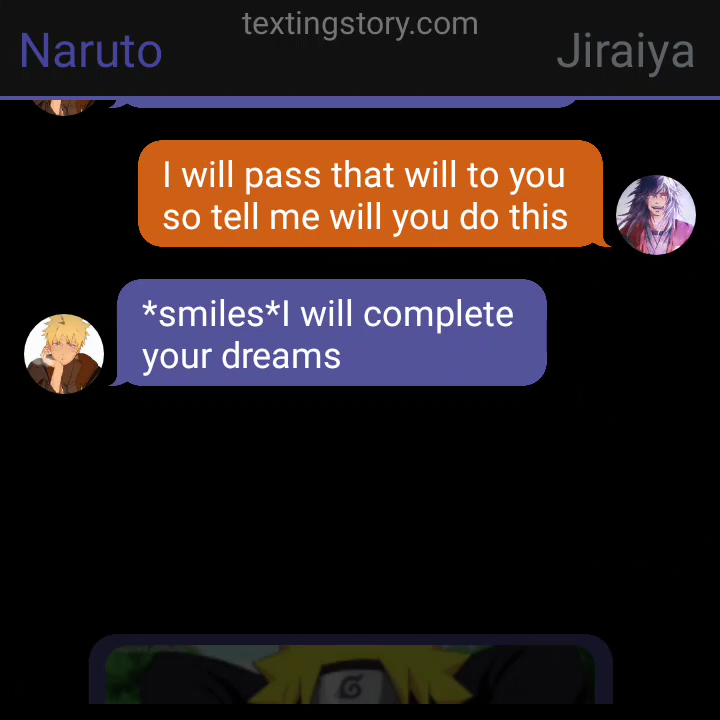 textingstory.com
Naruto
Jiraiya
I will pass that will to you
so tell me will you do this
*smiles*I will complete
your dreams